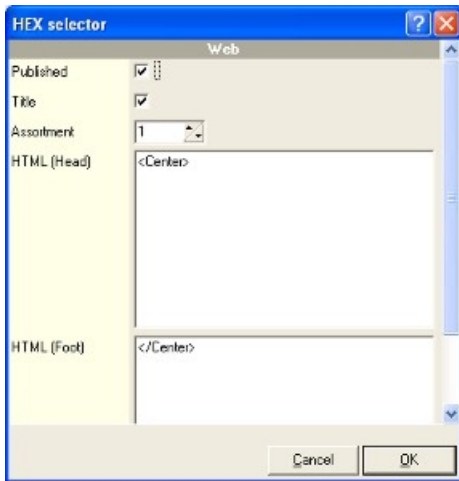 HEX selector
Web
Published
Title
Assortment 1
HTML (Head) <Center>
HTML (Foot) </Center>
Cancel OK